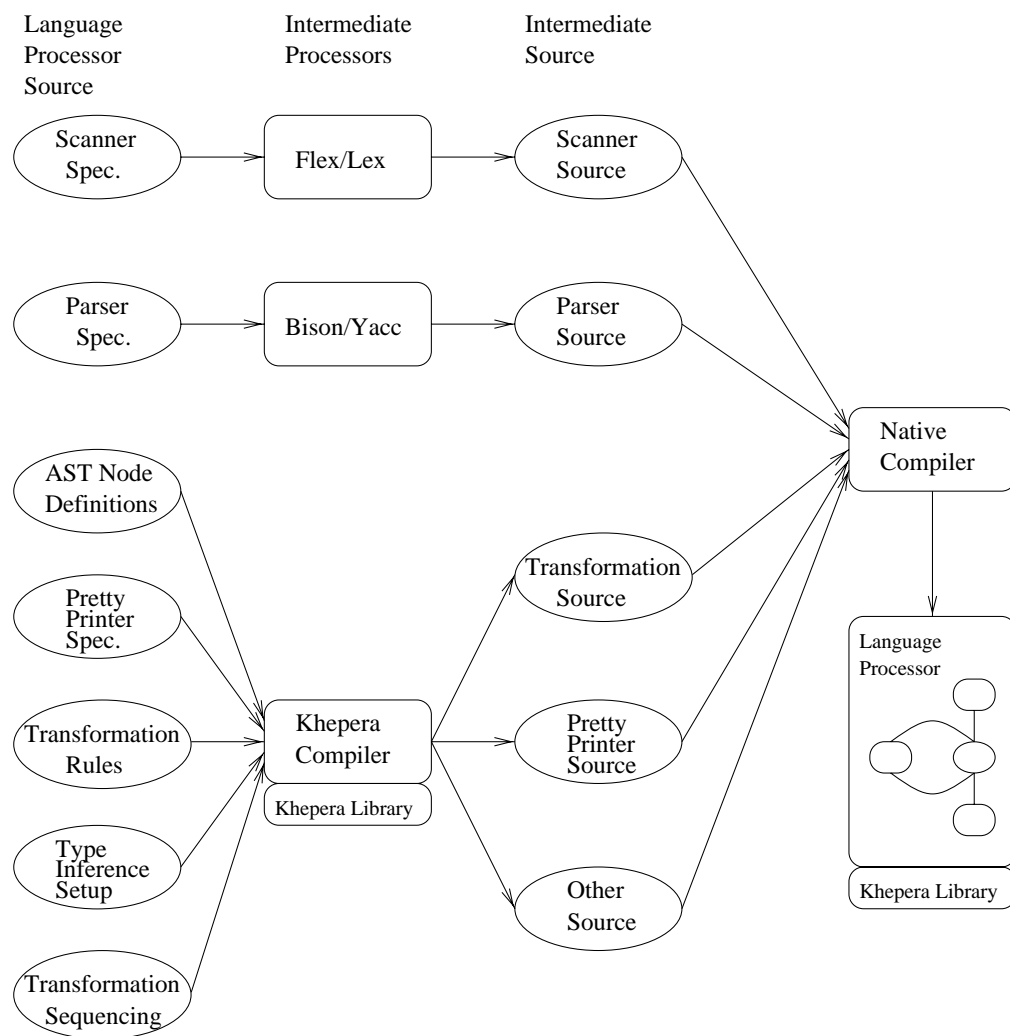 Language
Processor
Source
Intermediate
Processors
Intermediate
Source
Scanner
Spec.
Flex/Lex
Scanner
Source
Parser
Spec.
Bison/Yacc
Parser
Source
Native
Compiler
AST Node
Definitions
Transformation
Source
Pretty
Printer
Spec.
Language
Processor
Transformation
Rules
Khepera
Compiler
Khepera Library
Pretty
Printer
Source
Type
Inference
Setup
Other
Source
Khepera Library
Transformation
Sequencing